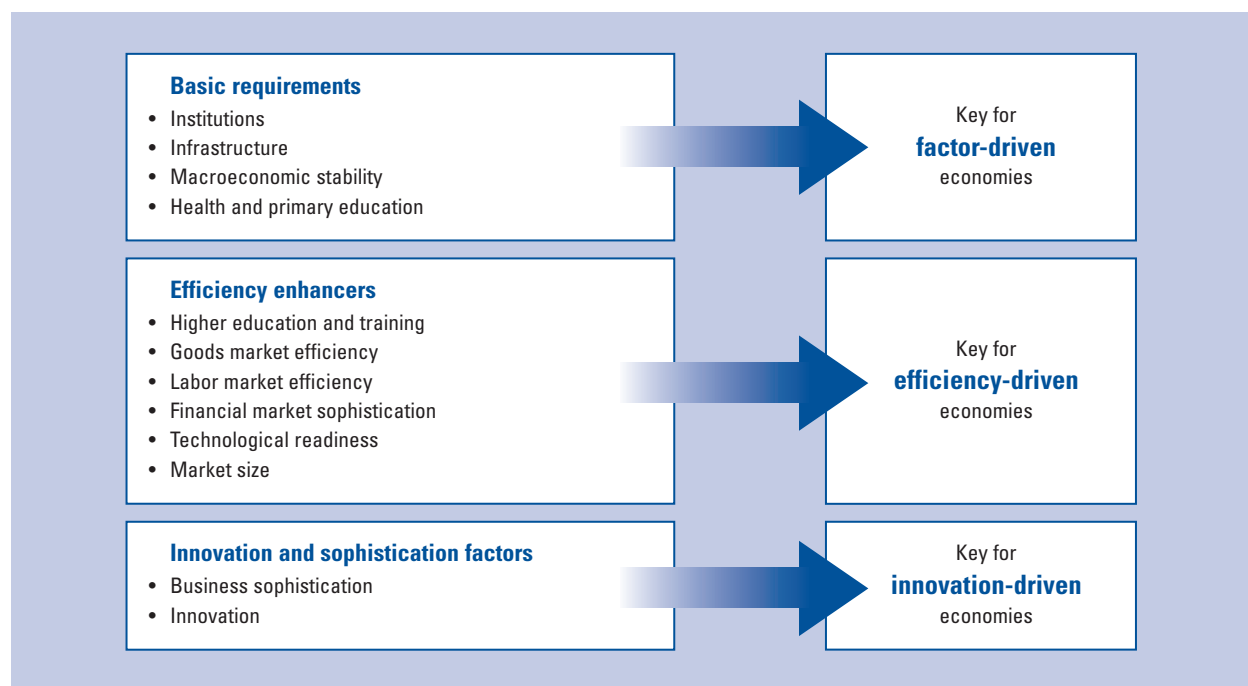 Basic requirements
• Institutions
• Infrastructure
• Macroeconomic stability
• Health and primary education
Key for
factor-driven
economies
Efficiency enhancers
• Higher education and training
• Goods market efficiency
• Labor market efficiency
• Financial market sophistication
• Technological readiness
• Market size
Key for
efficiency-driven
economies
Innovation and sophistication factors
• Business sophistication
• Innovation
Key for
innovation-driven
economies